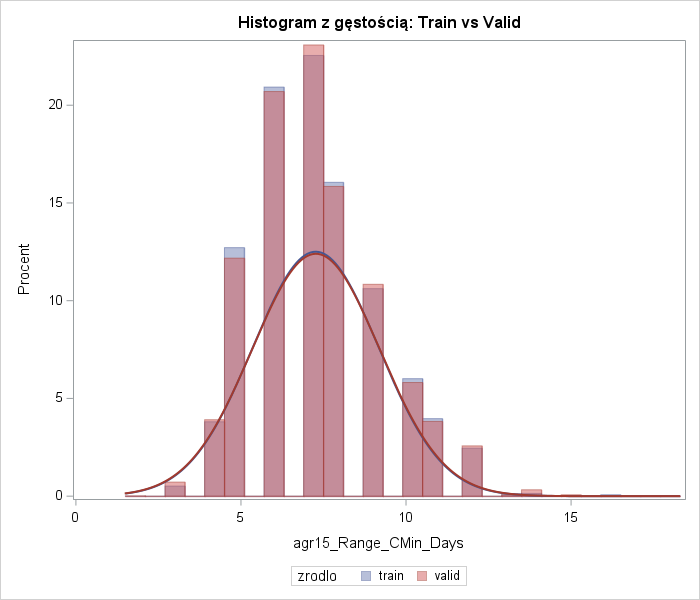 Histogram z gęstością: Train vs Valid
Procent
20
15
10
5
0
0 5 10 15
agr15_Range_CMin_Days
zrodlo train valid